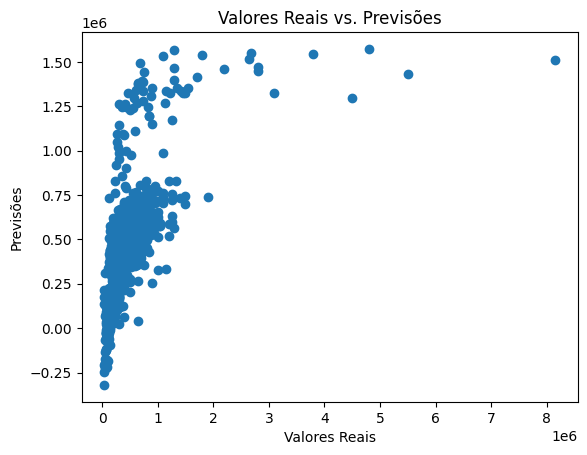 Valores Reais vs. Previsões
1e6
1.50
1.25
1.00
0.75
0.50
0.25
0.00
−0.25
Previsões
0 1 2 3 4 5 6 7 8
1e6
Valores Reais